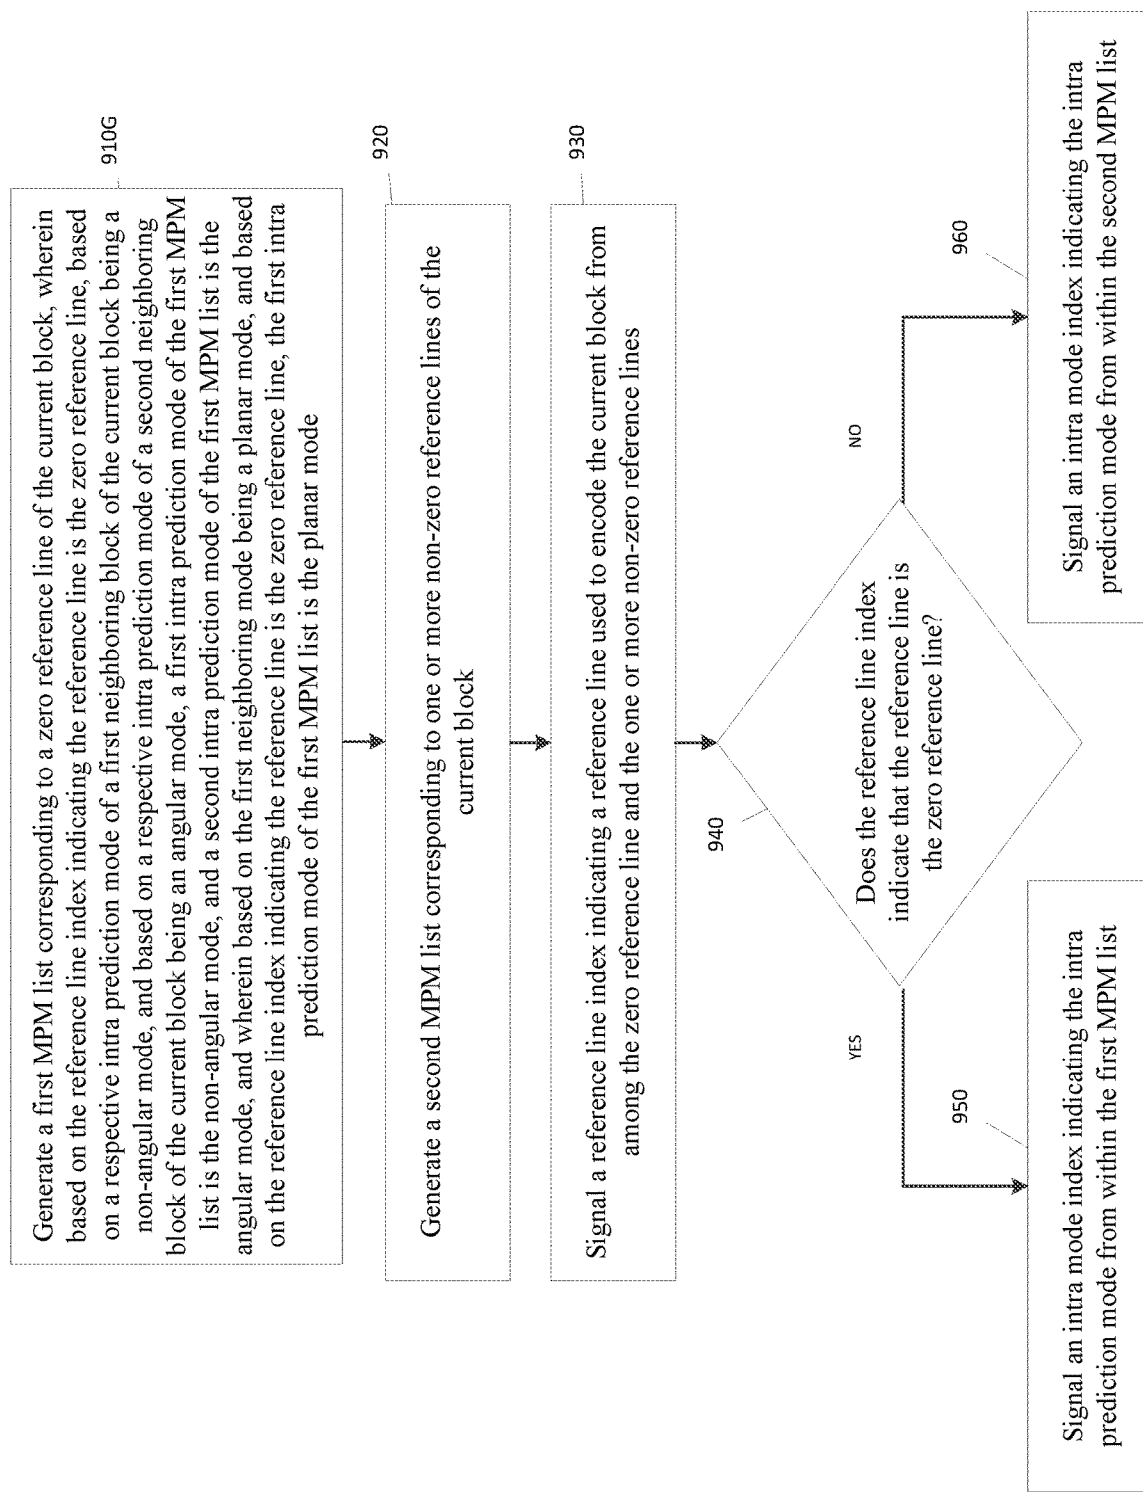 Generate a first MPM list corresponding to a zero reference line of the current block, wherein
based on the reference line index indicating the reference line is the zero reference line, based
on a respective intra prediction mode of a first neighboring block of the current block being a
non-angular mode, and based on a respective intra prediction mode of a second neighboring
block of the current block being an angular mode, a first intra prediction mode of the first MPM
list is the non-angular mode, and a second intra prediction mode of the first MPM list is the
angular mode, and wherein based on the first neighboring mode being a planar mode, and based
on the reference line index indicating the reference line is the zero reference line, the first intra
prediction mode of the first MPM list is the planar mode
910G
Generate a second MPM list corresponding to one or more non-zero reference lines of the
current block
920
Signal a reference line index indicating a reference line used to encode the current block from
among the zero reference line and the one or more non-zero reference lines
930
940
Does the reference line index
indicate that the reference line is
the zero reference line?
YES
NO
950
Signal an intra mode index indicating the intra
prediction mode from within the first MPM list
960
Signal an intra mode index indicating the intra
prediction mode from within the second MPM list